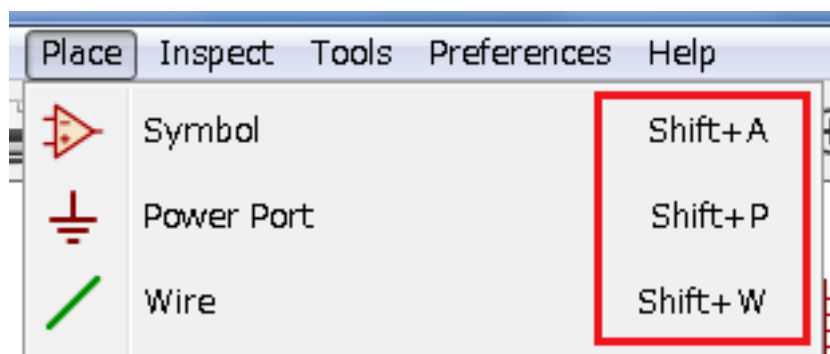 Place Inspect Tools Preferences Help
Symbol Shift+A
Power Port Shift+P
Wire Shift+W